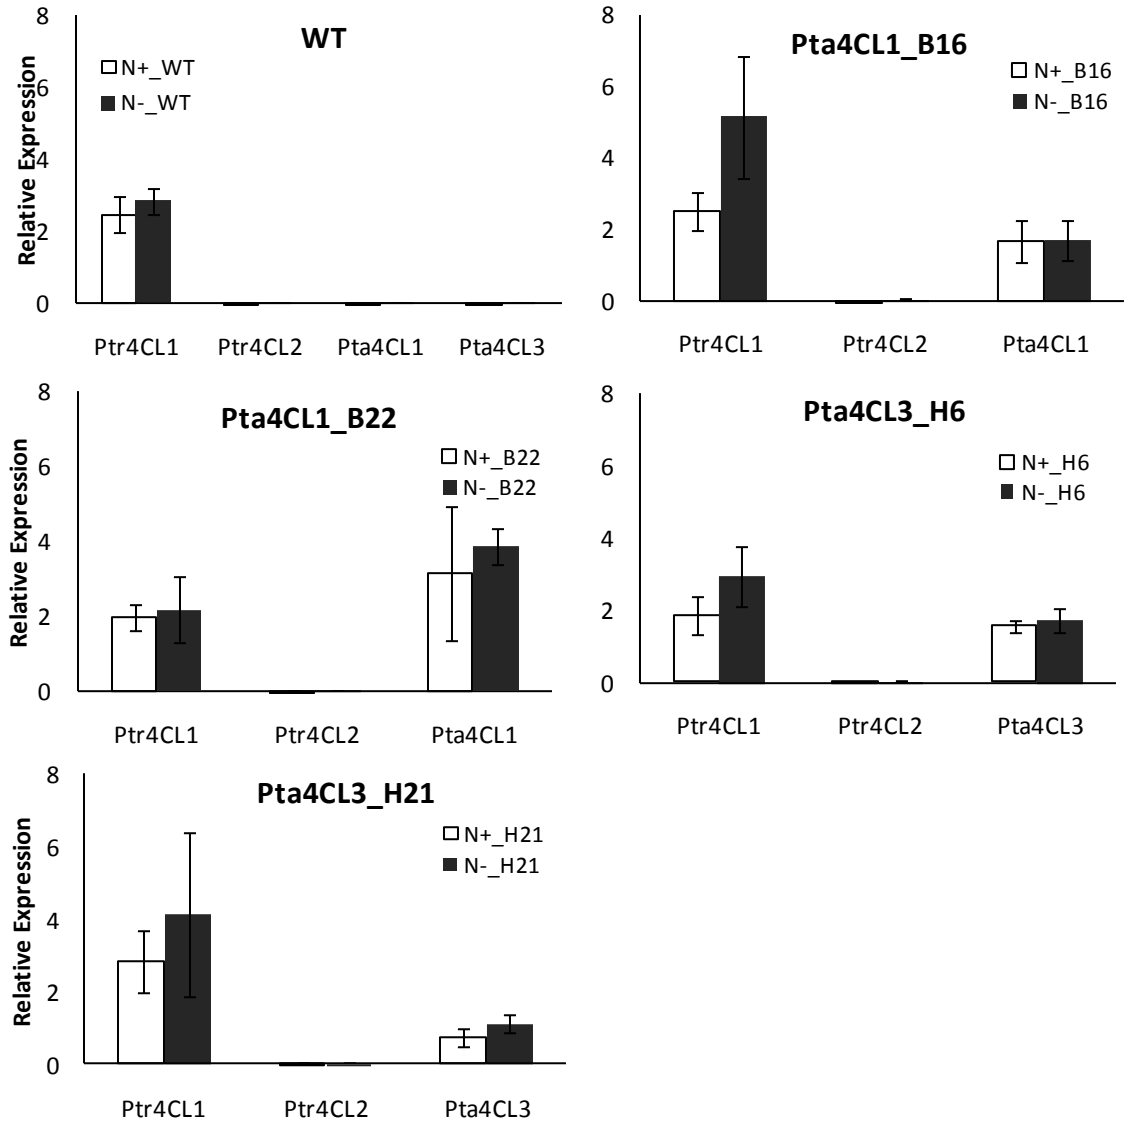 WT
N+_WT
N-_WT
Relative Expression
8
6
4
2
0
Ptr4CL1 Ptr4CL2 Pta4CL1 Pta4CL3
Pta4CL1_B16
N+_B16
N-_B16
8
6
4
2
0
Ptr4CL1 Ptr4CL2 Pta4CL1
Pta4CL1_B22
N+_B22
N-_B22
Relative Expression
8
6
4
2
0
Ptr4CL1 Ptr4CL2 Pta4CL1
Pta4CL3_H6
N+_H6
N-_H6
8
6
4
2
0
Ptr4CL1 Ptr4CL2 Pta4CL3
Pta4CL3_H21
N+_H21
N-_H21
Relative Expression
8
6
4
2
0
Ptr4CL1 Ptr4CL2 Pta4CL3